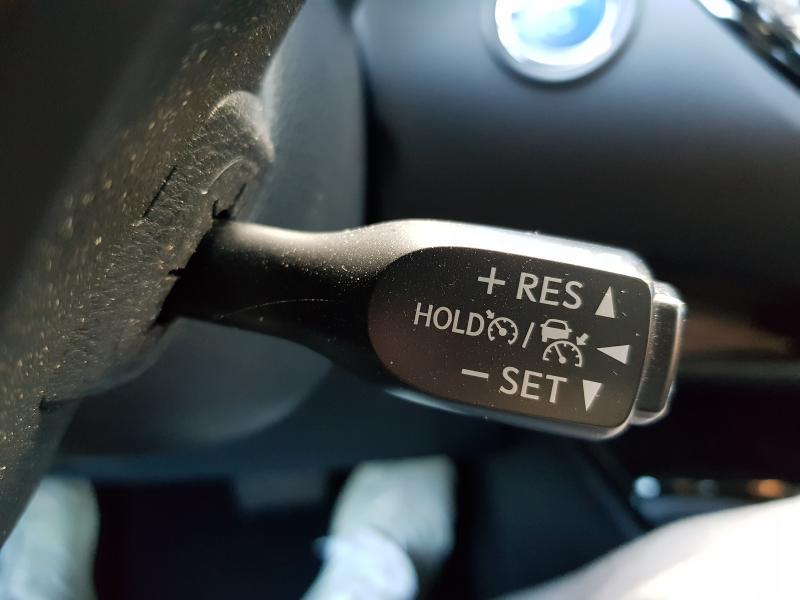 + RES
HOLD /
− SET